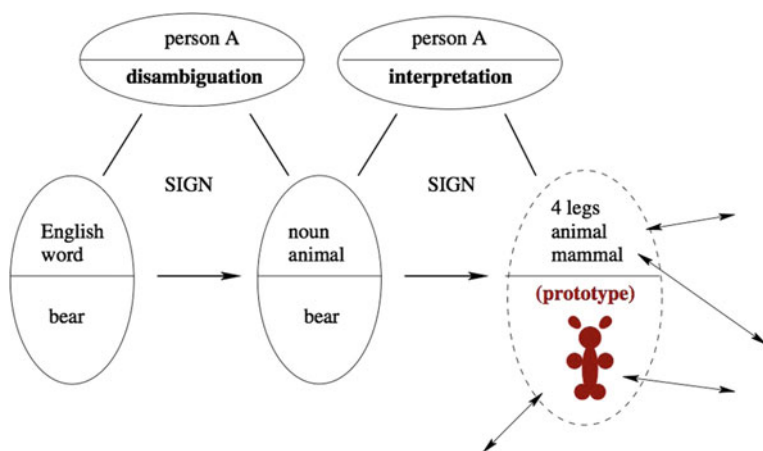 person A
disambiguation
person A
interpretation
SIGN
SIGN
English
word
bear
noun
animal
bear
4 legs
animal
mammal
(prototype)